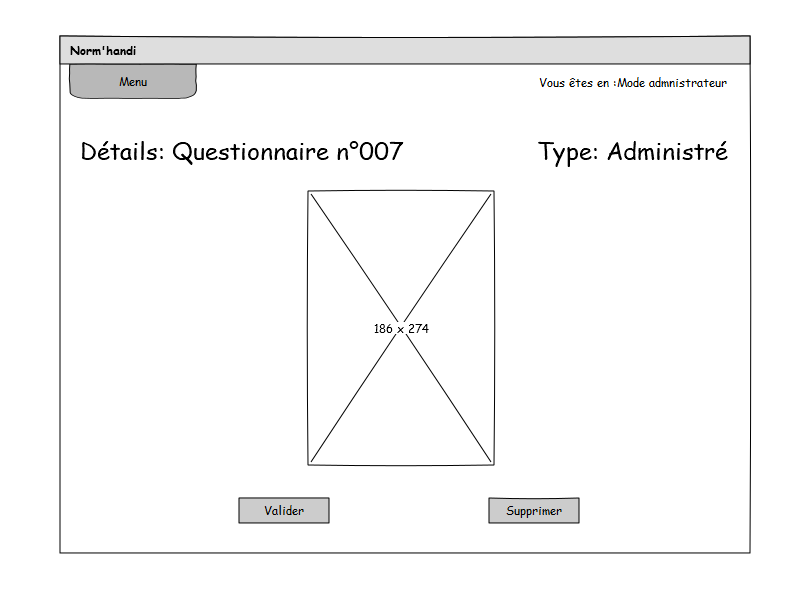 Norm'handi
Menu
Vous êtes en :Mode admnistrateur
Détails: Questionnaire n°007
Type: Administré
186 x 274
Valider
Supprimer